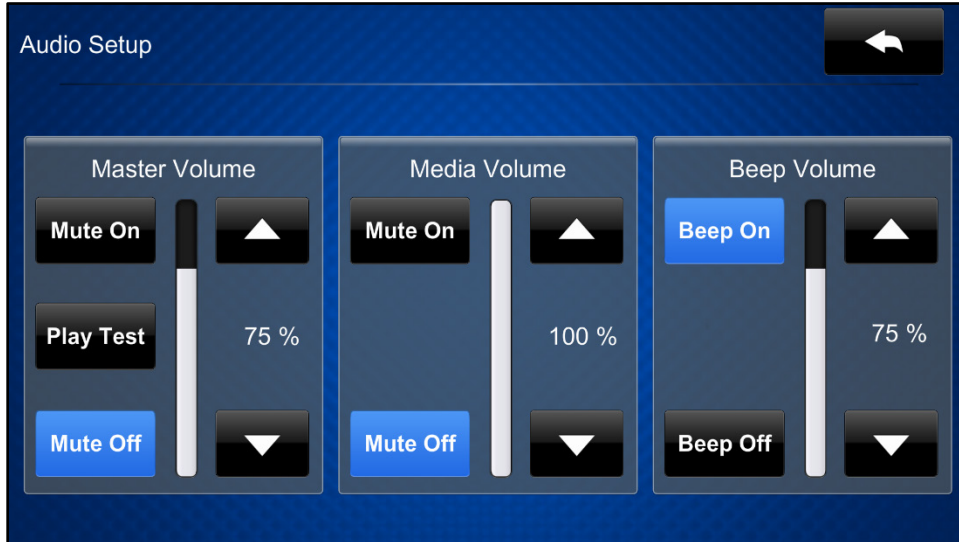 Audio Setup
Master Volume
Mute On
Play Test
75 %
Mute Off
Media Volume
Mute On
100 %
Mute Off
Beep Volume
Beep On
75 %
Beep Off